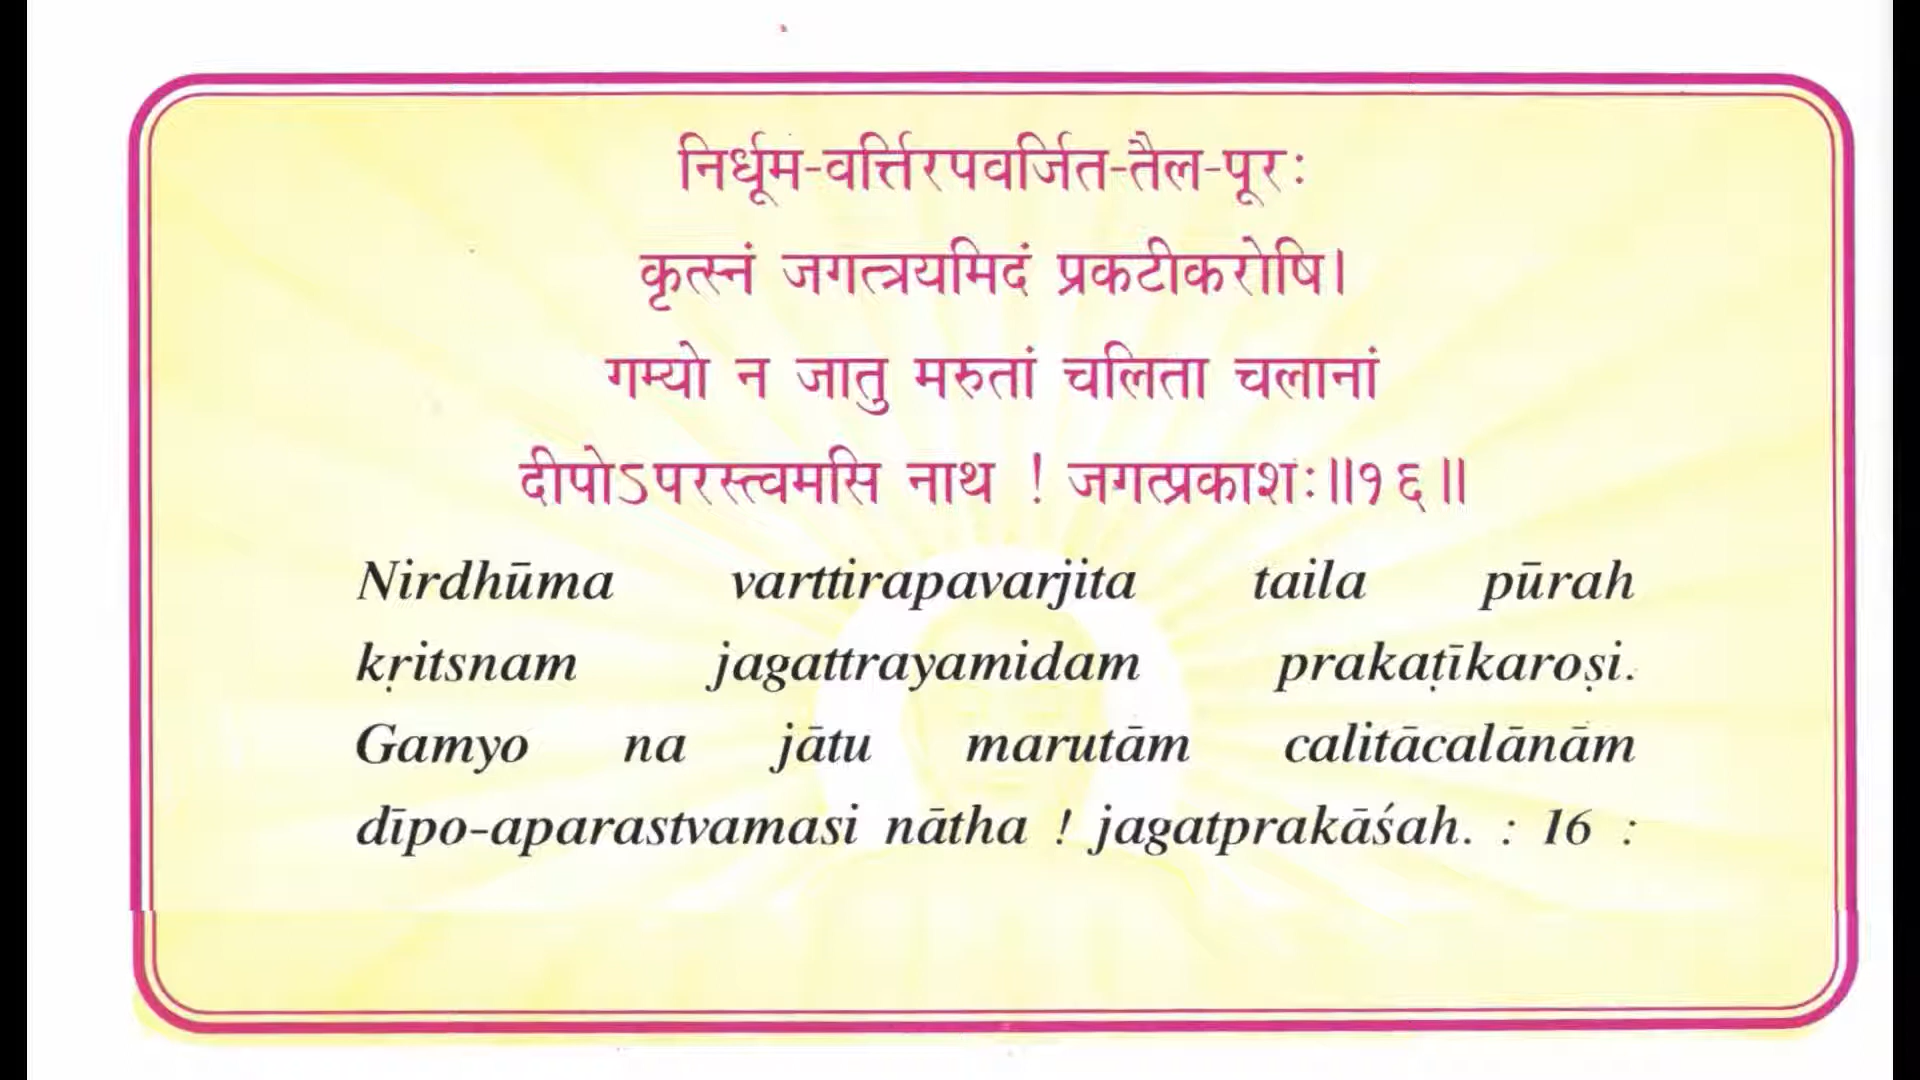 निर्धूम-वर्त्तिरपवर्जित-तैल-पूरः
कृत्स्नं जगत्त्रयमिदं प्रकटीकरोषि।
गम्यो न जातु मरुतां चलिता चलानां
दीपोऽपरस्त्वमसि नाथ ! जगत्प्रकाशः॥१६॥
Nirdhūma varttirapavarjita taila pūrah
kṛitsnam jagattrayamidam prakaṭīkaroṣi.
Gamyo na jātu marutām calitācalānām
dīpo-aparastvamasi nātha ! jagatprakāśah. : 16 :